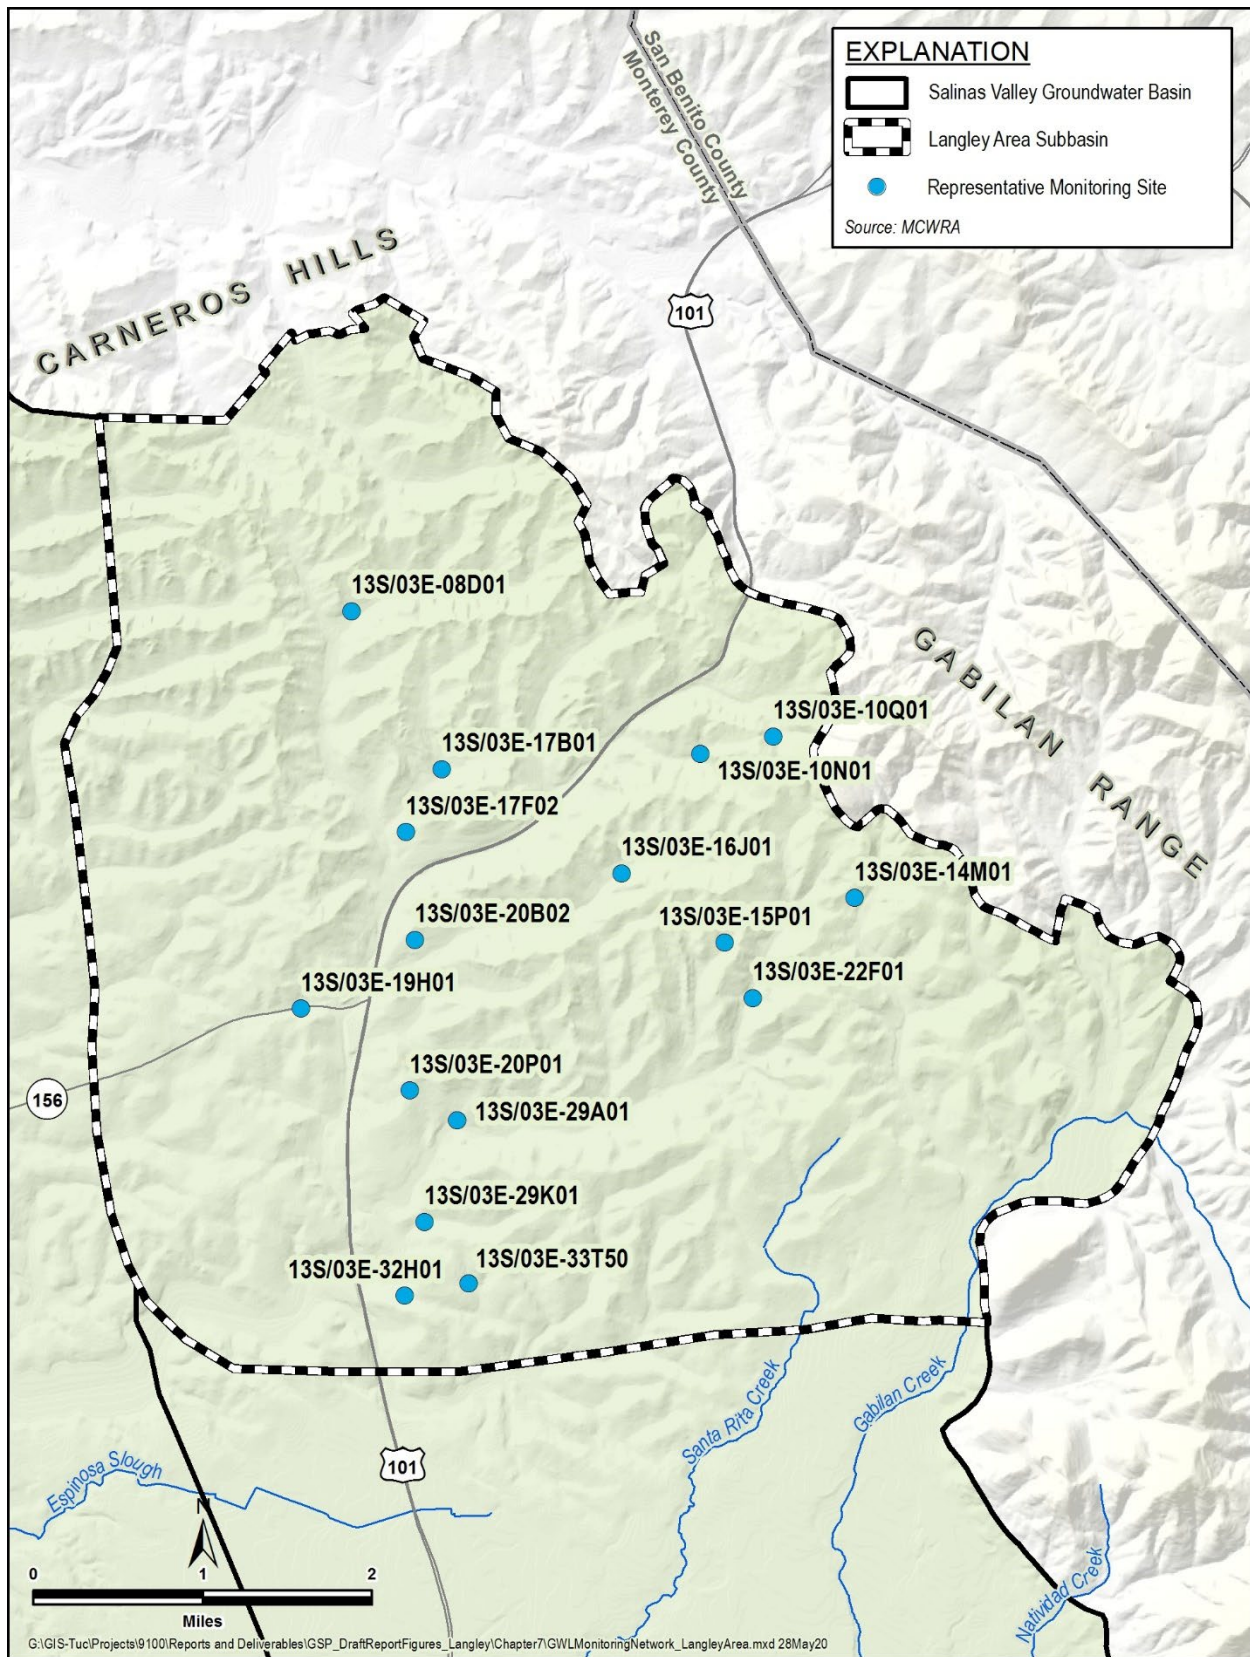 EXPLANATION
Salinas Valley Groundwater Basin
Langley Area Subbasin
Representative Monitoring Site
Source: MCWRA
San Benito County
Monterey County
CARNEROS HILLS
101
GABILAN RANGE
13S/03E-08D01
13S/03E-10Q01
13S/03E-17B01
13S/03E-10N01
13S/03E-17F02
13S/03E-16J01
13S/03E-14M01
13S/03E-20B02
13S/03E-15P01
13S/03E-19H01
13S/03E-22F01
13S/03E-20P01
156
13S/03E-29A01
13S/03E-29K01
13S/03E-32H01
13S/03E-33T50
Santa Rita Creek
Gabilan Creek
101
Espinosa Slough
N
Natividad Creek
0 1 2
Miles
G:\GIS-Tuc\Projects\9100\Reports and Deliverables\GSP_DraftReportFigures_Langley\Chapter7\GWLMonitoringNetwork_LangleyArea.mxd 28May20